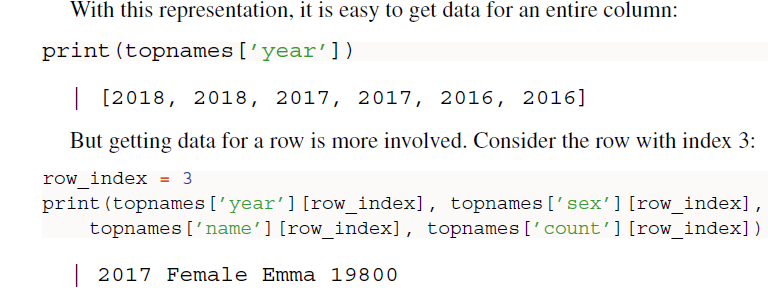 With this representation, it is easy to get data for an entire column:
print(topnames['year'])
[2018, 2018, 2017, 2017, 2016, 2016]
But getting data for a row is more involved. Consider the row with index 3:
row_index = 3
print(topnames['year'][row_index], topnames['sex'][row_index],
    topnames['name'][row_index], topnames['count'][row_index])
2017 Female Emma 19800